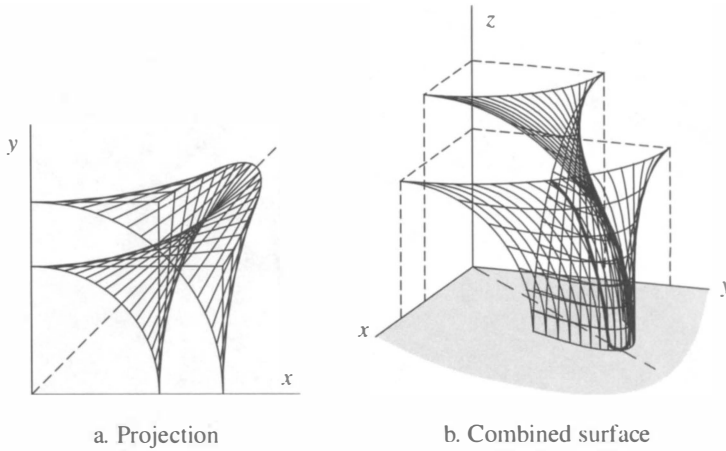 z
y
x
y
x
a. Projection
b. Combined surface